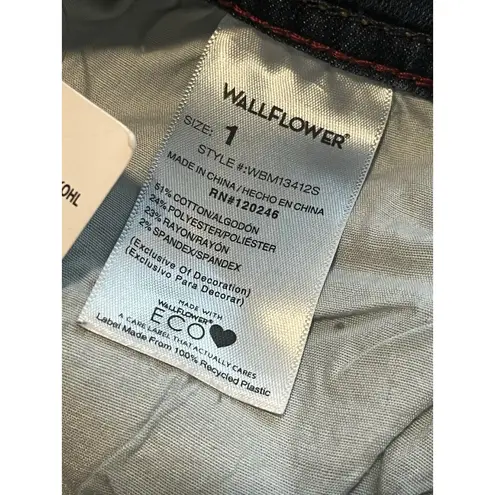 WALLFLOWER®
SIZE: 1
STYLE #:WBM13412S
MADE IN CHINA / HECHO EN CHINA
RN#120246
51% COTTON/ALGODÓN
24% POLYESTER/POLIÉSTER
23% RAYON/RAYÓN
2% SPANDEX/SPANDEX
(Exclusive Of Decoration)
(Exclusivo Para Decorar)
MADE WITH
WALLFLOWER®
ECO
A CARE LABEL THAT ACTUALLY CARES
Label Made From 100% Recycled Plastic
KOHL